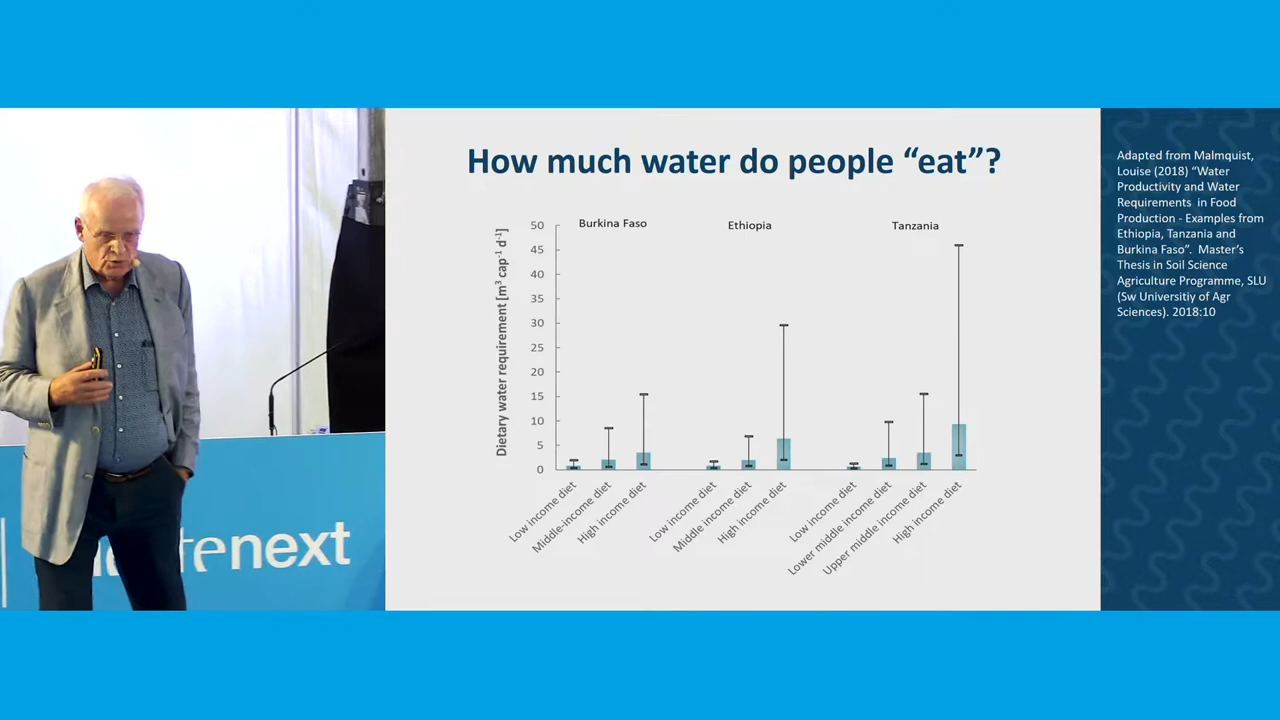 How much water do people “eat”?
Burkina Faso
Ethiopia
Tanzania
Dietary water requirement [m³ cap⁻¹ d⁻¹]
50
45
40
35
30
25
20
15
10
5
0
Low income diet
Middle-income diet
High income diet
Low income diet
Middle income diet
High income diet
Low income diet
Lower middle income diet
Upper middle income diet
High income diet
Adapted from Malmquist,
Louise (2018) “Water
Productivity and Water
Requirements in Food
Production - Examples from
Ethiopia, Tanzania and
Burkina Faso”. Master’s
Thesis in Soil Science
Agriculture Programme, SLU
(Sw Universitiy of Agr
Sciences). 2018:10